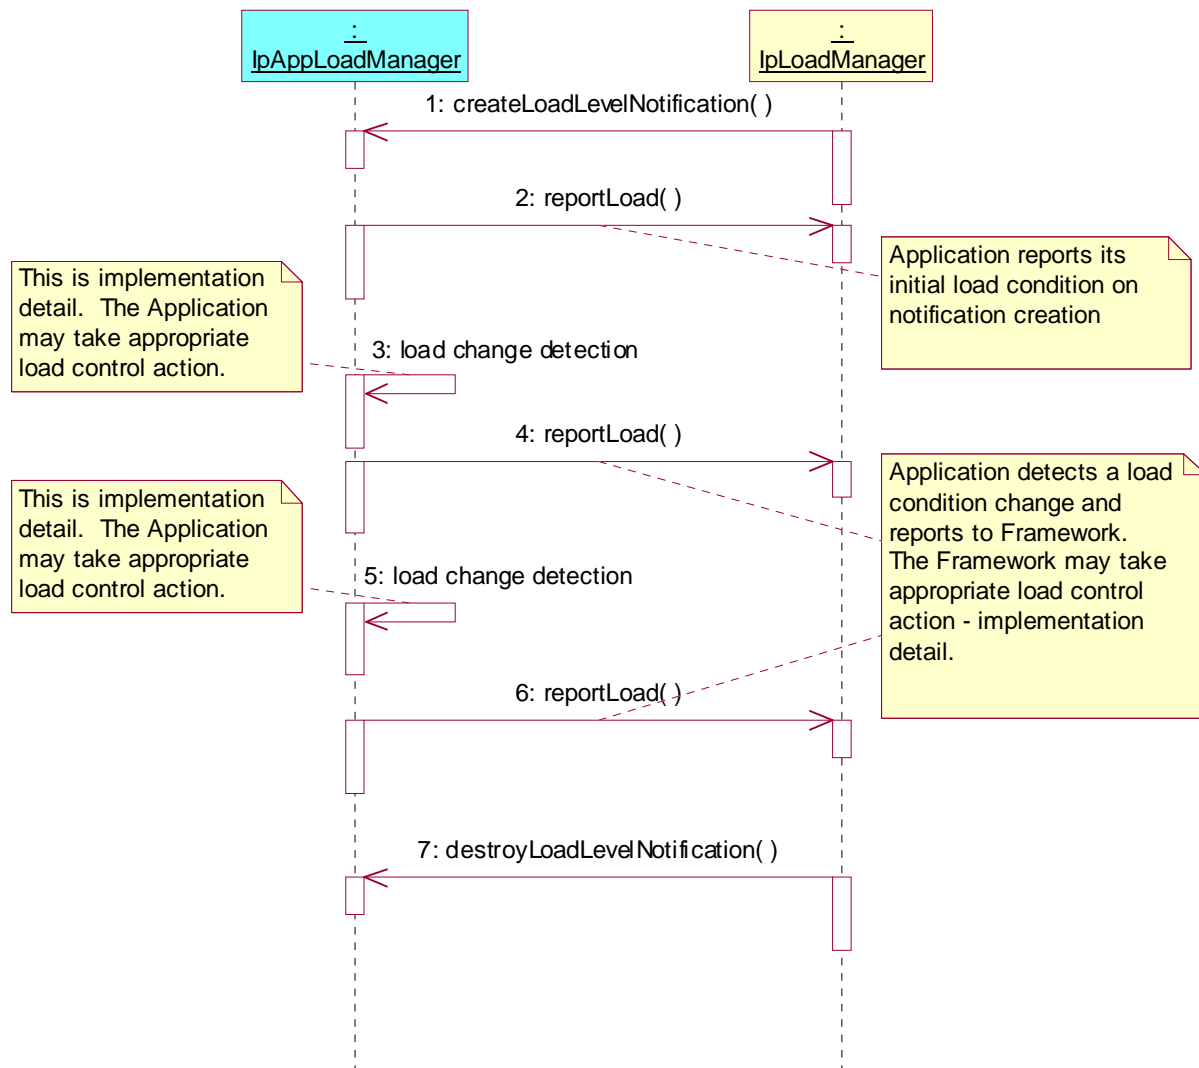 :
IpAppLoadManager
:
IpLoadManager
1: createLoadLevelNotification( )
2: reportLoad( )
Application reports its
initial load condition on
notification creation
This is implementation
detail.  The Application
may take appropriate
load control action.
3: load change detection
4: reportLoad( )
Application detects a load
condition change and
reports to Framework.
The Framework may take
appropriate load control
action - implementation
detail.
This is implementation
detail.  The Application
may take appropriate
load control action.
5: load change detection
6: reportLoad( )
7: destroyLoadLevelNotification( )